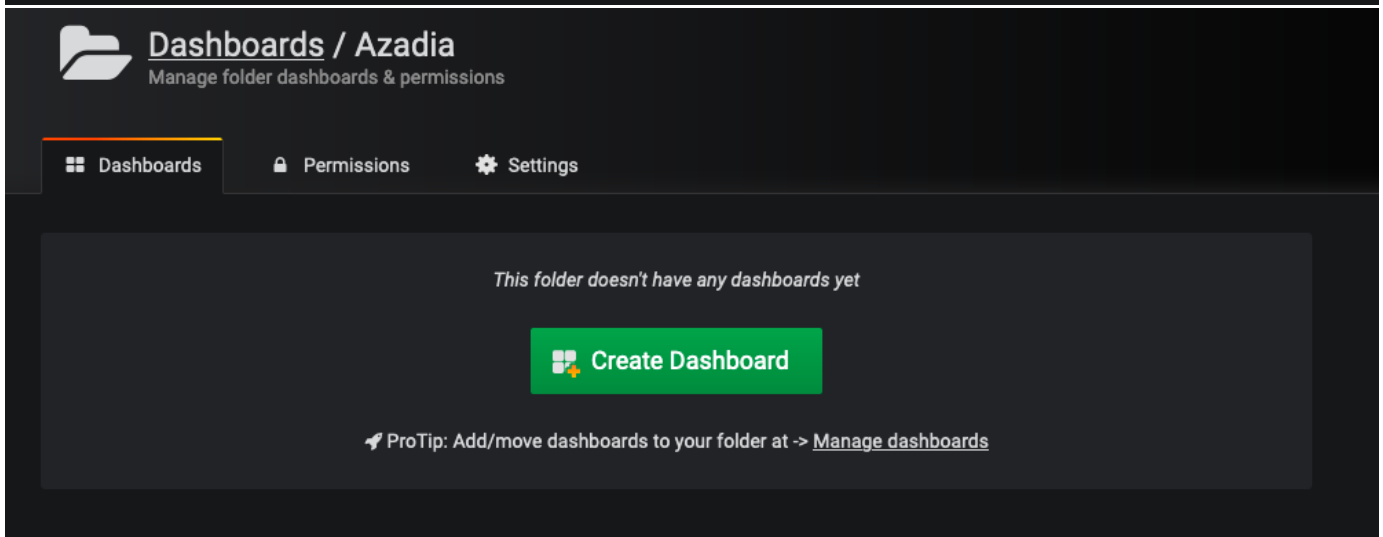 Dashboards / Azadia
Manage folder dashboards & permissions
Dashboards Permissions Settings
This folder doesn't have any dashboards yet
Create Dashboard
ProTip: Add/move dashboards to your folder at -> Manage dashboards